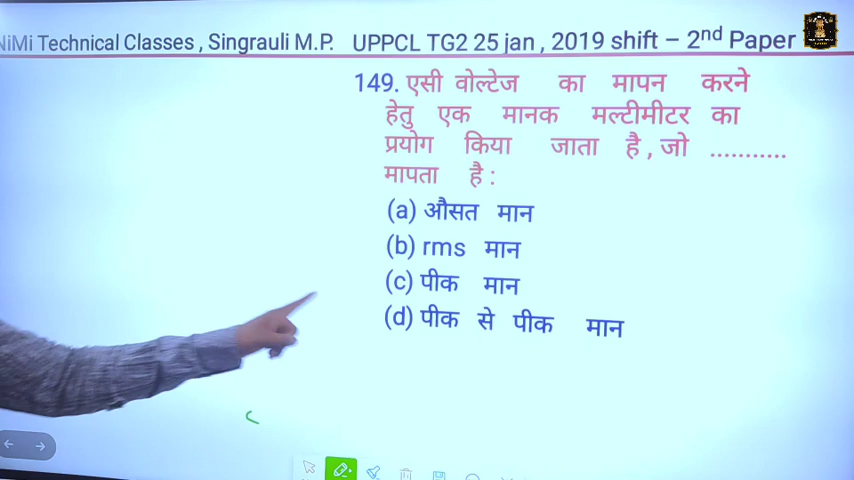 NiMi Technical Classes , Singrauli M.P. UPPCL TG2 25 jan , 2019 shift – 2nd Paper
149. एसी वोल्टेज का मापन करने
हेतु एक मानक मल्टीमीटर का
प्रयोग किया जाता है , जो ...........
मापता है :
(a) औसत मान
(b) rms मान
(c) पीक मान
(d) पीक से पीक मान